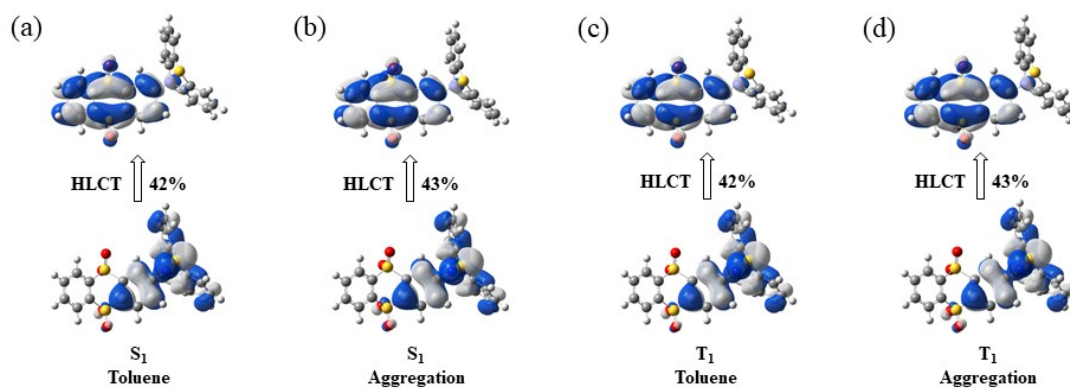 (a)
(b)
(c)
(d)
HLCT 42%
HLCT 43%
HLCT 42%
HLCT 43%
S1
Toluene
S1
Aggregation
T1
Toluene
T1
Aggregation